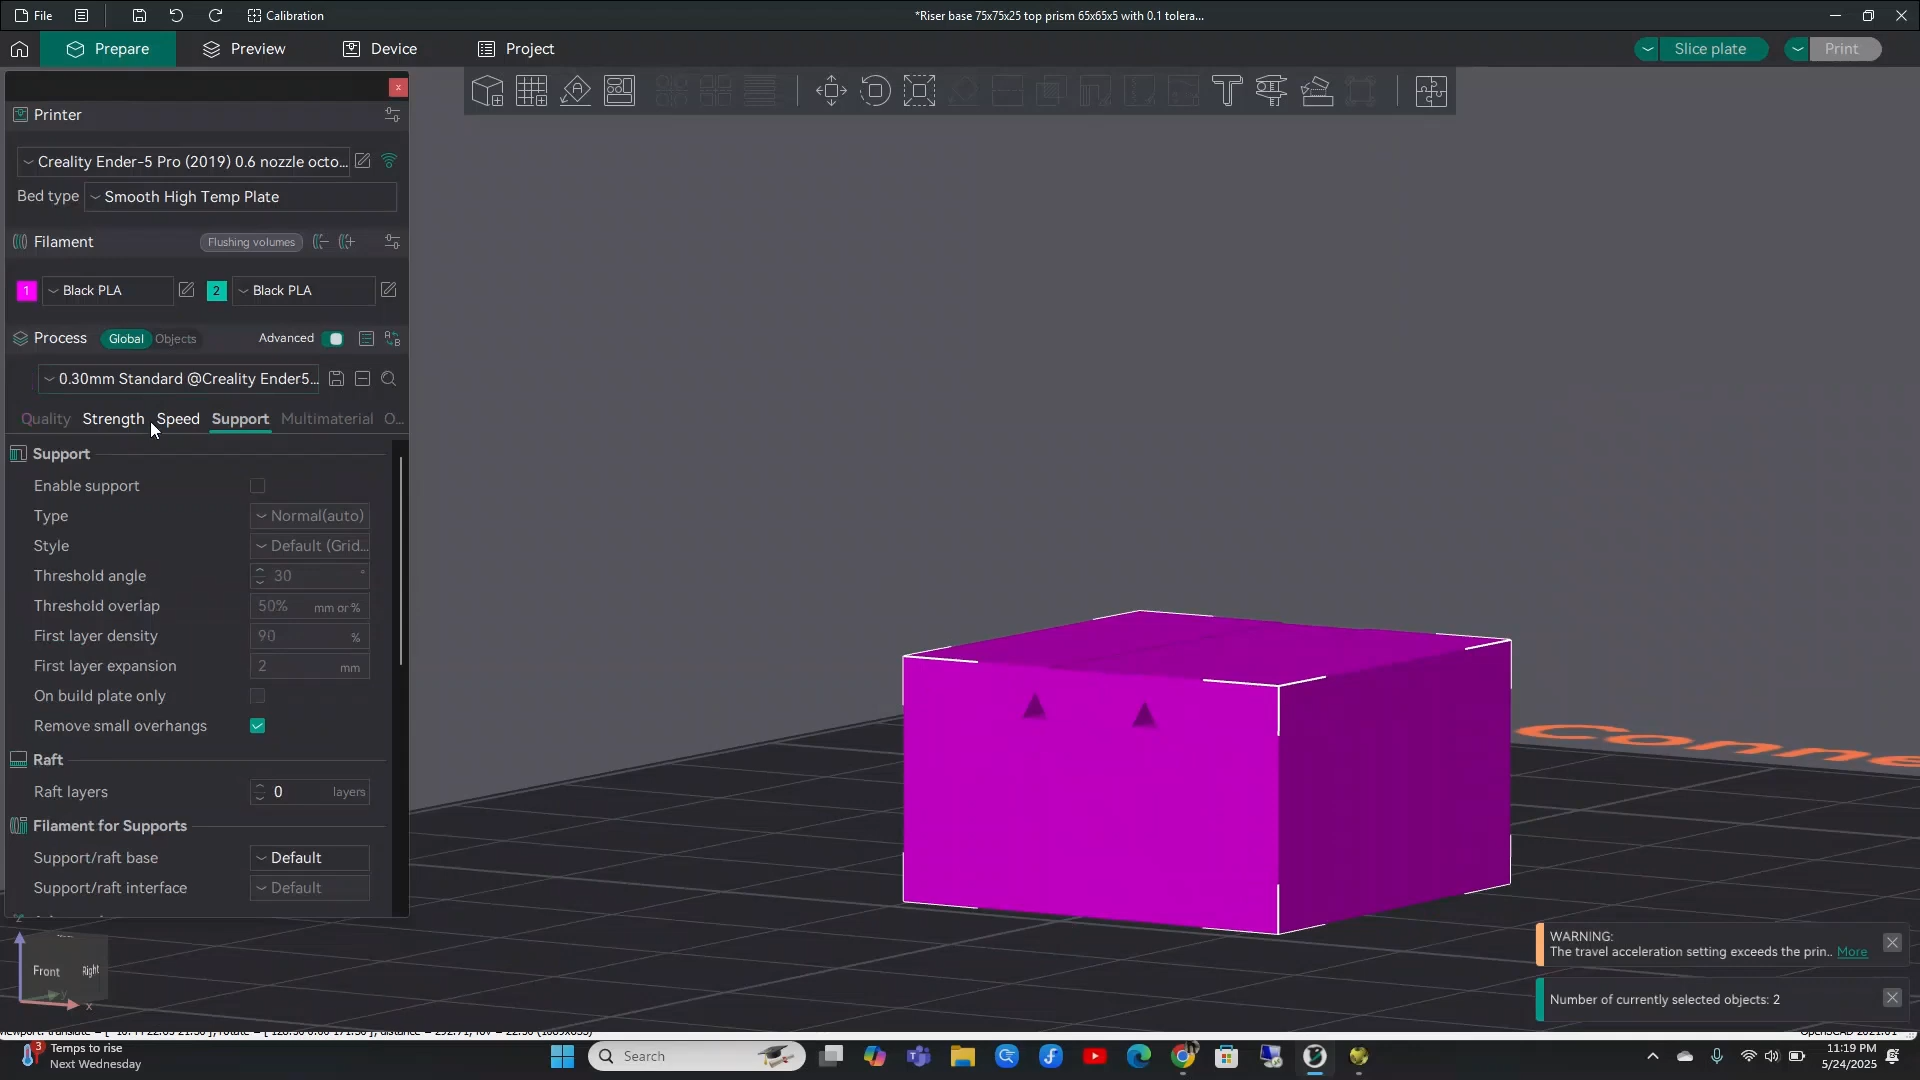 File
Calibration
*Riser base 75x75x25 top prism 65x65x5 with 0.1 tolera...
Prepare
Preview
Device
Project
Slice plate
Print
Printer
Creality Ender-5 Pro (2019) 0.6 nozzle octo...
Bed type
Smooth High Temp Plate
Filament
Flushing volumes
1
Black PLA
2
Black PLA
Process
Global
Objects
Advanced
0.30mm Standard @Creality Ender5...
Quality
Strength
Speed
Support
Multimaterial
O...
Support
Enable support
Type
Normal(auto)
Style
Default (Grid...
Threshold angle
30
°
Threshold overlap
50%
mm or %
First layer density
90
%
First layer expansion
2
mm
On build plate only
Remove small overhangs
Raft
Raft layers
0
layers
Filament for Supports
Support/raft base
Default
Support/raft interface
Default
Front
Right
x
Conne
WARNING:
The travel acceleration setting exceeds the prin.. More
Number of currently selected objects: 2
3
Temps to rise
Next Wednesday
Search
11:19 PM
5/24/2025